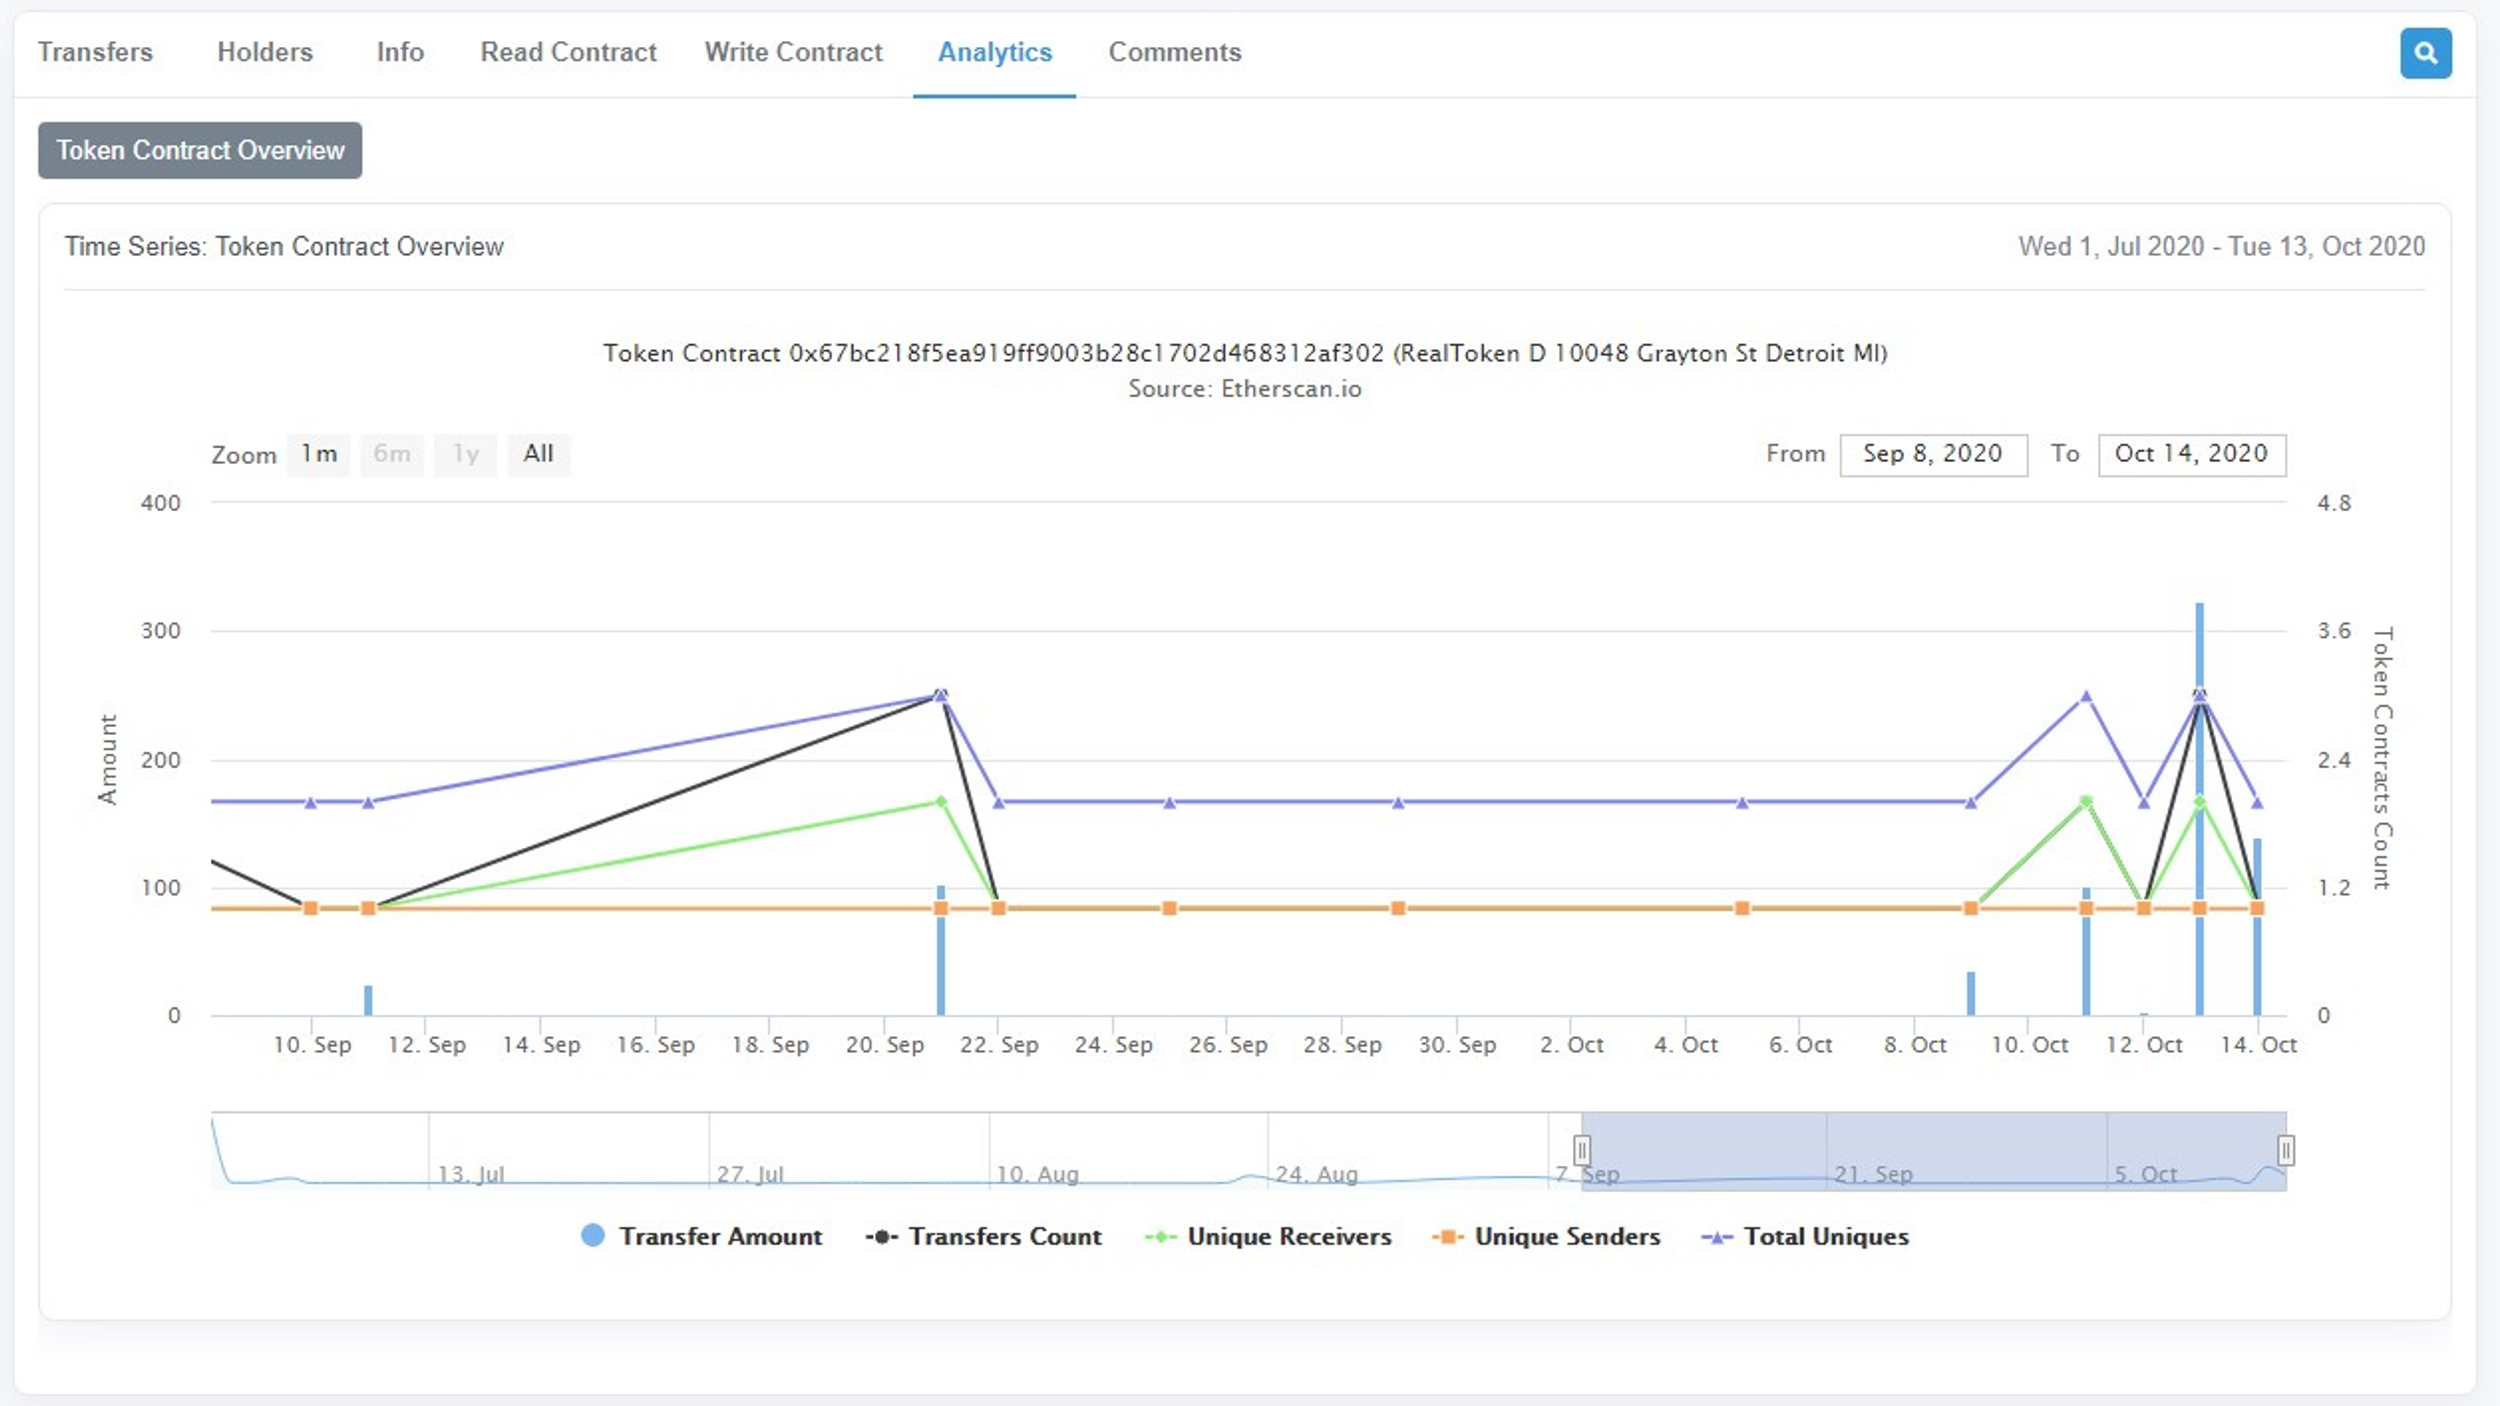 Transfers Holders Info Read Contract Write Contract Analytics Comments
Token Contract Overview
Time Series: Token Contract Overview Wed 1, Jul 2020 - Tue 13, Oct 2020
Token Contract 0x67bc218f5ea919ff9003b28c1702d468312af302 (RealToken D 10048 Grayton St Detroit MI)
Source: Etherscan.io
Zoom 1m 6m 1y All From Sep 8, 2020 To Oct 14, 2020
400 4.8
300 3.6
200 2.4
100 1.2
0 0
Amount
Token Contracts Count
10. Sep 12. Sep 14. Sep 16. Sep 18. Sep 20. Sep 22. Sep 24. Sep 26. Sep 28. Sep 30. Sep 2. Oct 4. Oct 6. Oct 8. Oct 10. Oct 12. Oct 14. Oct
13. Jul 27. Jul 10. Aug 24. Aug 7. Sep 21. Sep 5. Oct
Transfer Amount Transfers Count Unique Receivers Unique Senders Total Uniques